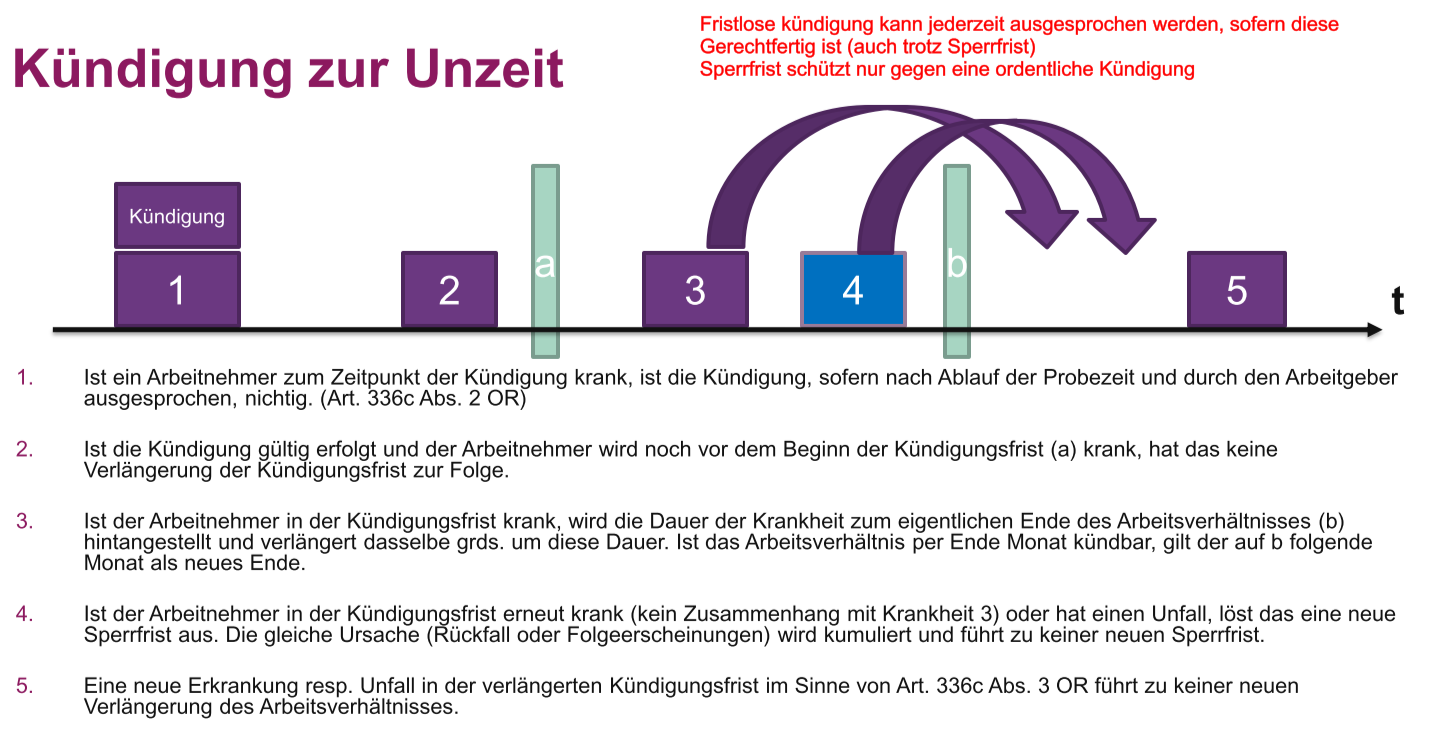 Fristlose kündigung kann jederzeit ausgesprochen werden, sofern diese
Gerechtfertig ist (auch trotz Sperrfrist)
Sperrfrist schützt nur gegen eine ordentliche Kündigung
Kündigung zur Unzeit
Kündigung
1
2
a
3
4
b
5
t
1. Ist ein Arbeitnehmer zum Zeitpunkt der Kündigung krank, ist die Kündigung, sofern nach Ablauf der Probezeit und durch den Arbeitgeber
ausgesprochen, nichtig. (Art. 336c Abs. 2 OR)
2. Ist die Kündigung gültig erfolgt und der Arbeitnehmer wird noch vor dem Beginn der Kündigungsfrist (a) krank, hat das keine
Verlängerung der Kündigungsfrist zur Folge.
3. Ist der Arbeitnehmer in der Kündigungsfrist krank, wird die Dauer der Krankheit zum eigentlichen Ende des Arbeitsverhältnisses (b)
hintangestellt und verlängert dasselbe grds. um diese Dauer. Ist das Arbeitsverhältnis per Ende Monat kündbar, gilt der auf b folgende
Monat als neues Ende.
4. Ist der Arbeitnehmer in der Kündigungsfrist erneut krank (kein Zusammenhang mit Krankheit 3) oder hat einen Unfall, löst das eine neue
Sperrfrist aus. Die gleiche Ursache (Rückfall oder Folgeerscheinungen) wird kumuliert und führt zu keiner neuen Sperrfrist.
5. Eine neue Erkrankung resp. Unfall in der verlängerten Kündigungsfrist im Sinne von Art. 336c Abs. 3 OR führt zu keiner neuen
Verlängerung des Arbeitsverhältnisses.